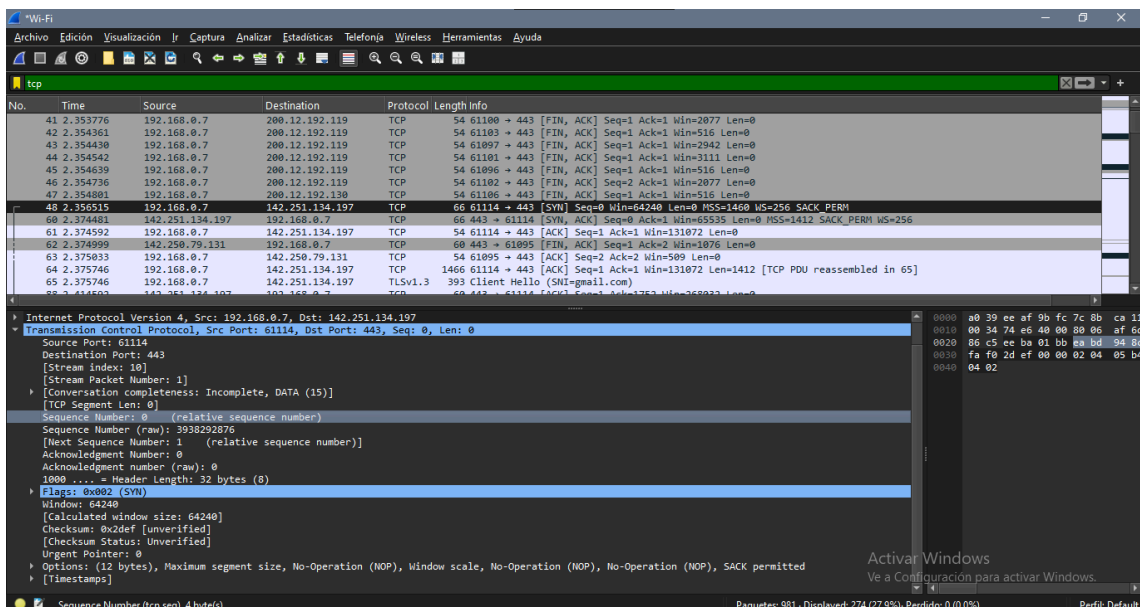 *Wi-Fi
Archivo Edición Visualización Ir Captura Analizar Estadísticas Telefonía Wireless Herramientas Ayuda
tcp
No. Time Source Destination Protocol Length Info
41 2.353776 192.168.0.7 200.12.192.119 TCP 54 61100 → 443 [FIN, ACK] Seq=1 Ack=1 Win=2077 Len=0
42 2.354361 192.168.0.7 200.12.192.119 TCP 54 61103 → 443 [FIN, ACK] Seq=1 Ack=1 Win=516 Len=0
43 2.354430 192.168.0.7 200.12.192.119 TCP 54 61097 → 443 [FIN, ACK] Seq=1 Ack=1 Win=2942 Len=0
44 2.354542 192.168.0.7 200.12.192.119 TCP 54 61101 → 443 [FIN, ACK] Seq=1 Ack=1 Win=3111 Len=0
45 2.354639 192.168.0.7 200.12.192.119 TCP 54 61096 → 443 [FIN, ACK] Seq=1 Ack=1 Win=516 Len=0
46 2.354736 192.168.0.7 200.12.192.119 TCP 54 61102 → 443 [FIN, ACK] Seq=2 Ack=1 Win=2077 Len=0
47 2.354801 192.168.0.7 200.12.192.130 TCP 54 61106 → 443 [FIN, ACK] Seq=1 Ack=1 Win=516 Len=0
48 2.356515 192.168.0.7 142.251.134.197 TCP 66 61114 → 443 [SYN] Seq=0 Win=64240 Len=0 MSS=1460 WS=256 SACK_PERM
60 2.374481 142.251.134.197 192.168.0.7 TCP 66 443 → 61114 [SYN, ACK] Seq=0 Ack=1 Win=65535 Len=0 MSS=1412 SACK_PERM WS=256
61 2.374592 192.168.0.7 142.251.134.197 TCP 54 61114 → 443 [ACK] Seq=1 Ack=1 Win=131072 Len=0
62 2.374999 142.250.79.131 192.168.0.7 TCP 60 443 → 61095 [FIN, ACK] Seq=1 Ack=2 Win=1076 Len=0
63 2.375033 192.168.0.7 142.250.79.131 TCP 54 61095 → 443 [ACK] Seq=2 Ack=2 Win=509 Len=0
64 2.375746 192.168.0.7 142.251.134.197 TCP 1466 61114 → 443 [ACK] Seq=1 Ack=1 Win=131072 Len=1412 [TCP PDU reassembled in 65]
65 2.375746 192.168.0.7 142.251.134.197 TLSv1.3 393 Client Hello (SNI=gmail.com)
Internet Protocol Version 4, Src: 192.168.0.7, Dst: 142.251.134.197
Transmission Control Protocol, Src Port: 61114, Dst Port: 443, Seq: 0, Len: 0
Source Port: 61114
Destination Port: 443
[Stream index: 10]
[Stream Packet Number: 1]
[Conversation completeness: Incomplete, DATA (15)]
[TCP Segment Len: 0]
Sequence Number: 0 (relative sequence number)
Sequence Number (raw): 3938292876
[Next Sequence Number: 1 (relative sequence number)]
Acknowledgment Number: 0
Acknowledgment number (raw): 0
1000 .... = Header Length: 32 bytes (8)
Flags: 0x002 (SYN)
Window: 64240
[Calculated window size: 64240]
Checksum: 0x2def [unverified]
[Checksum Status: Unverified]
Urgent Pointer: 0
Options: (12 bytes), Maximum segment size, No-Operation (NOP), Window scale, No-Operation (NOP), No-Operation (NOP), SACK permitted
[Timestamps]
0000 a0 39 ee af 9b fc 7c 8b ca 11
0010 00 34 74 e6 40 00 80 06 af
0020 86 c5 ee ba 01 bb ea bd 94
0030 fa f0 2d ef 00 00 02 04 05
0040 04 02
Activar Windows
Ve a Configuración para activar Windows.
Sequence Number (tcp.seq), 4 byte(s)
Paquetes: 981 · Displayed: 274 (27.9%) · Perdido: 0 (0.0%)
Perfil: Default